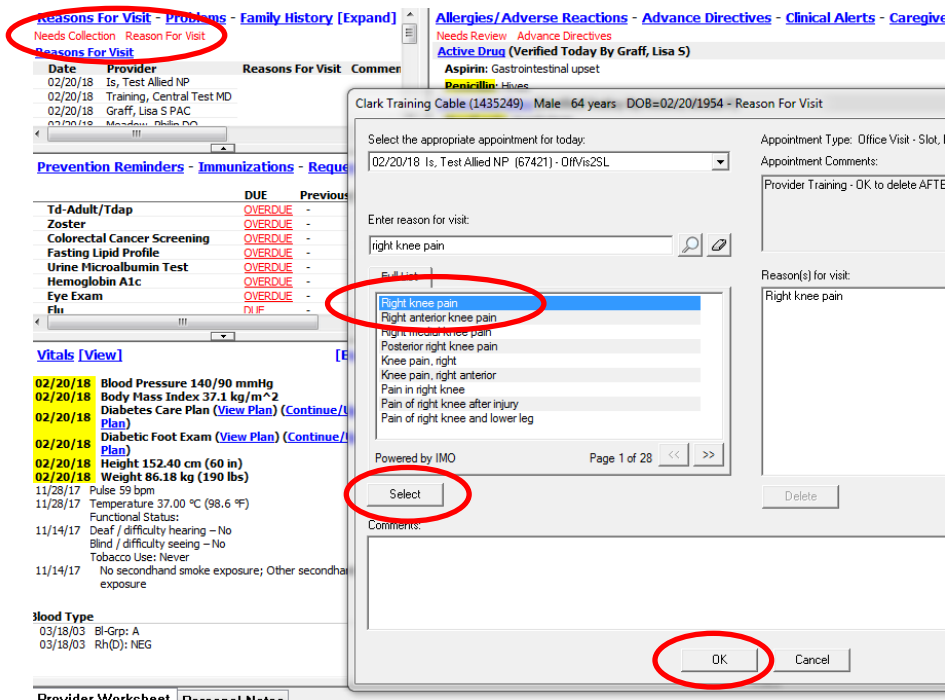 Reasons For Visit - Problems - Family History [Expand]
Needs Collection Reason For Visit
Reasons For Visit
Date Provider Reasons For Visit Commen
02/20/18 Is, Test Allied NP
02/20/18 Training, Central Test MD
02/20/18 Graff, Lisa S PAC
02/20/18 Meadow, Philip DO
Prevention Reminders - Immunizations - Reque
DUE Previous
Td-Adult/Tdap OVERDUE -
Zoster OVERDUE -
Colorectal Cancer Screening OVERDUE -
Fasting Lipid Profile OVERDUE -
Urine Microalbumin Test OVERDUE -
Hemoglobin A1c OVERDUE -
Eye Exam OVERDUE -
Flu DUE -
Vitals [View] [E
02/20/18 Blood Pressure 140/90 mmHg
02/20/18 Body Mass Index 37.1 kg/m^2
02/20/18 Diabetes Care Plan (View Plan) (Continue/U
Plan)
02/20/18 Diabetic Foot Exam (View Plan) (Continue/U
Plan)
02/20/18 Height 152.40 cm (60 in)
02/20/18 Weight 86.18 kg (190 lbs)
11/28/17 Pulse 59 bpm
11/28/17 Temperature 37.00 ºC (98.6 ºF)
Functional Status:
11/14/17 Deaf / difficulty hearing – No
Blind / difficulty seeing – No
Tobacco Use: Never
11/14/17 No secondhand smoke exposure; Other secondha
exposure
Blood Type
03/18/03 Bl-Grp: A
03/18/03 Rh(D): NEG
Provider Worksheet Personal Notes
Allergies/Adverse Reactions - Advance Directives - Clinical Alerts - Caregive
Needs Review Advance Directives
Active Drug (Verified Today By Graff, Lisa S)
Aspirin: Gastrointestinal upset
Penicillin: Hives
Clark Training Cable (1435249) Male 64 years DOB=02/20/1954 - Reason For Visit
Select the appropriate appointment for today:
02/20/18 Is, Test Allied NP (67421) - OffVis2SL
Enter reason for visit:
right knee pain
Full List
Right knee pain
Right anterior knee pain
Right medial knee pain
Posterior right knee pain
Knee pain, right
Knee pain, right anterior
Pain in right knee
Pain of right knee after injury
Pain of right knee and lower leg
Powered by IMO Page 1 of 28 << >>
Select
Comments:
Appointment Type: Office Visit - Slot,
Appointment Comments:
Provider Training - OK to delete AFTE
Reason(s) for visit:
Right knee pain
Delete
OK Cancel